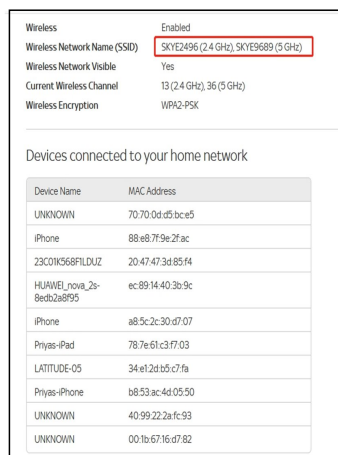 Wireless Enabled
Wireless Network Name (SSID) SKYE2496 (2.4 GHz), SKYE9689 (5 GHz)
Wireless Network Visible Yes
Current Wireless Channel 13 (2.4 GHz), 36 (5 GHz)
Wireless Encryption WPA2-PSK
Devices connected to your home network
Device Name MAC Address
UNKNOWN 70:70:0d:d5:bc:e5
iPhone 88:e8:7f:9e:2f:ac
23C01K568F1LDUZ 20:47:47:3d:85:f4
HUAWEI_nova_2s- ec:89:14:40:3b:9c
8edb2a8f95
iPhone a8:5c:2c:30:d7:07
Priyas-iPad 78:7e:61:c3:f7:03
LATITUDE-05 34:e1:2d:b5:c7:fa
Priyas-iPhone b8:53:ac:4d:05:50
UNKNOWN 40:99:22:2a:fc:93
UNKNOWN 00:1b:67:16:d7:82